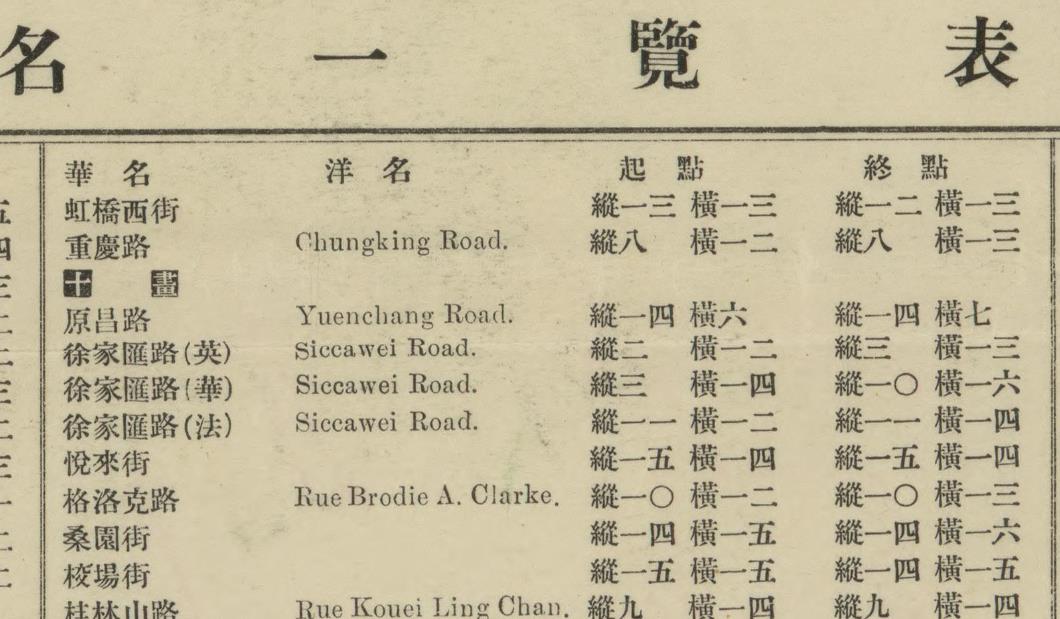 名一覽表
華名 洋名 起點 終點
五 虹橋西街 縱一三 橫一三 縱一二 橫一三
四 重慶路 Chungking Road. 縱八 橫一二 縱八 橫一三
十畫
原昌路 Yuenchang Road. 縱一四 橫六 縱一四 橫七
徐家匯路(英) Siccawei Road. 縱二 橫一二 縱三 橫一三
徐家匯路(華) Siccawei Road. 縱三 橫一四 縱一〇 橫一六
徐家匯路(法) Siccawei Road. 縱一一 橫一二 縱一一 橫一四
悅來街 縱一五 橫一四 縱一五 橫一四
格洛克路 Rue Brodie A. Clarke. 縱一〇 橫一二 縱一〇 橫一三
桑園街 縱一四 橫一五 縱一四 橫一六
校場街 縱一五 橫一五 縱一四 橫一五
桂林山路 Rue Kouei Ling Chan. 縱九 橫一四 縱九 橫一四